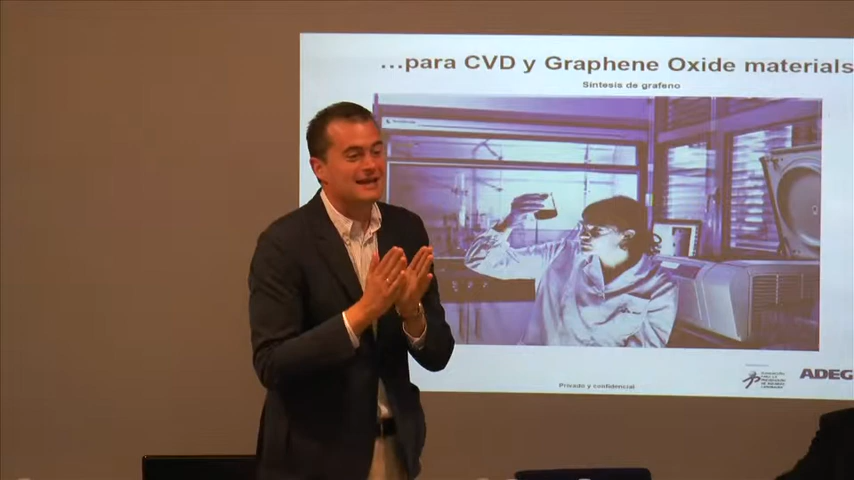 ...para CVD y Graphene Oxide materials
Síntesis de grafeno
Privado y confidencial
ADEG